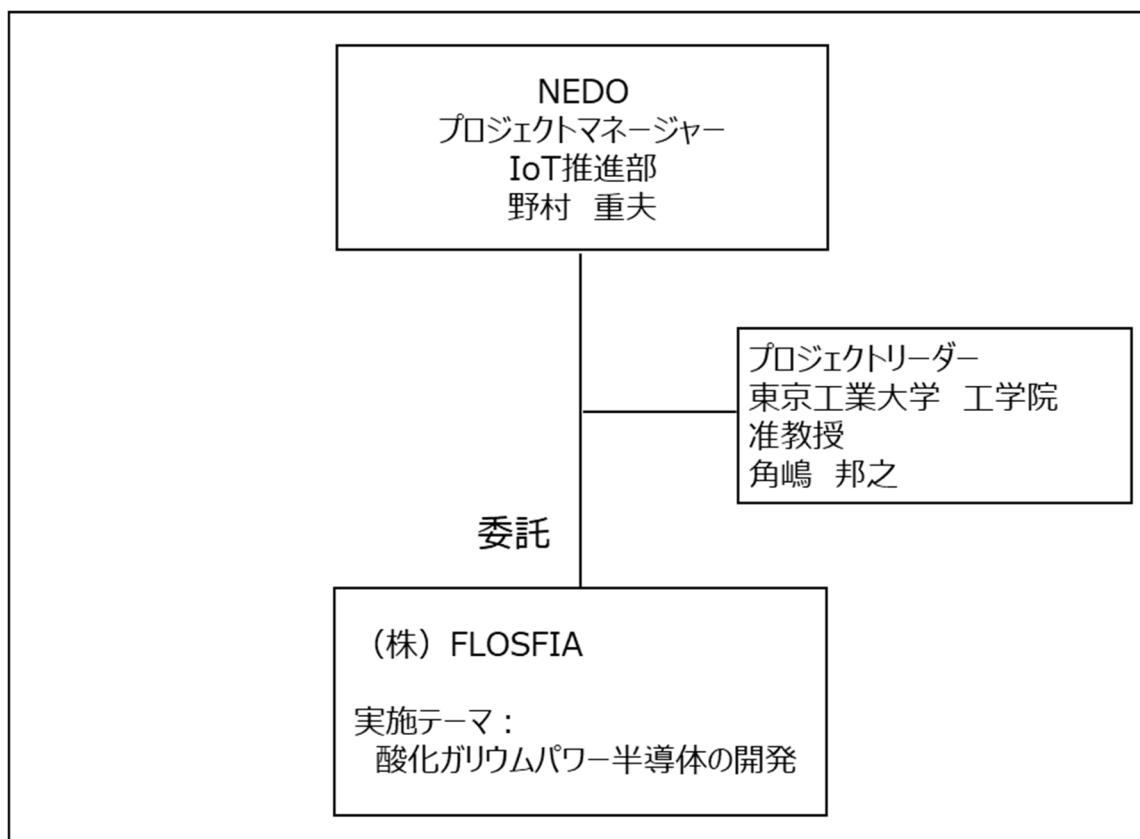 NEDO
プロジェクトマネージャー
IoT推進部
野村　重夫
プロジェクトリーダー
東京工業大学　工学院
准教授
角嶋　邦之
委託
（株）FLOSFIA
実施テーマ：
酸化ガリウムパワー半導体の開発